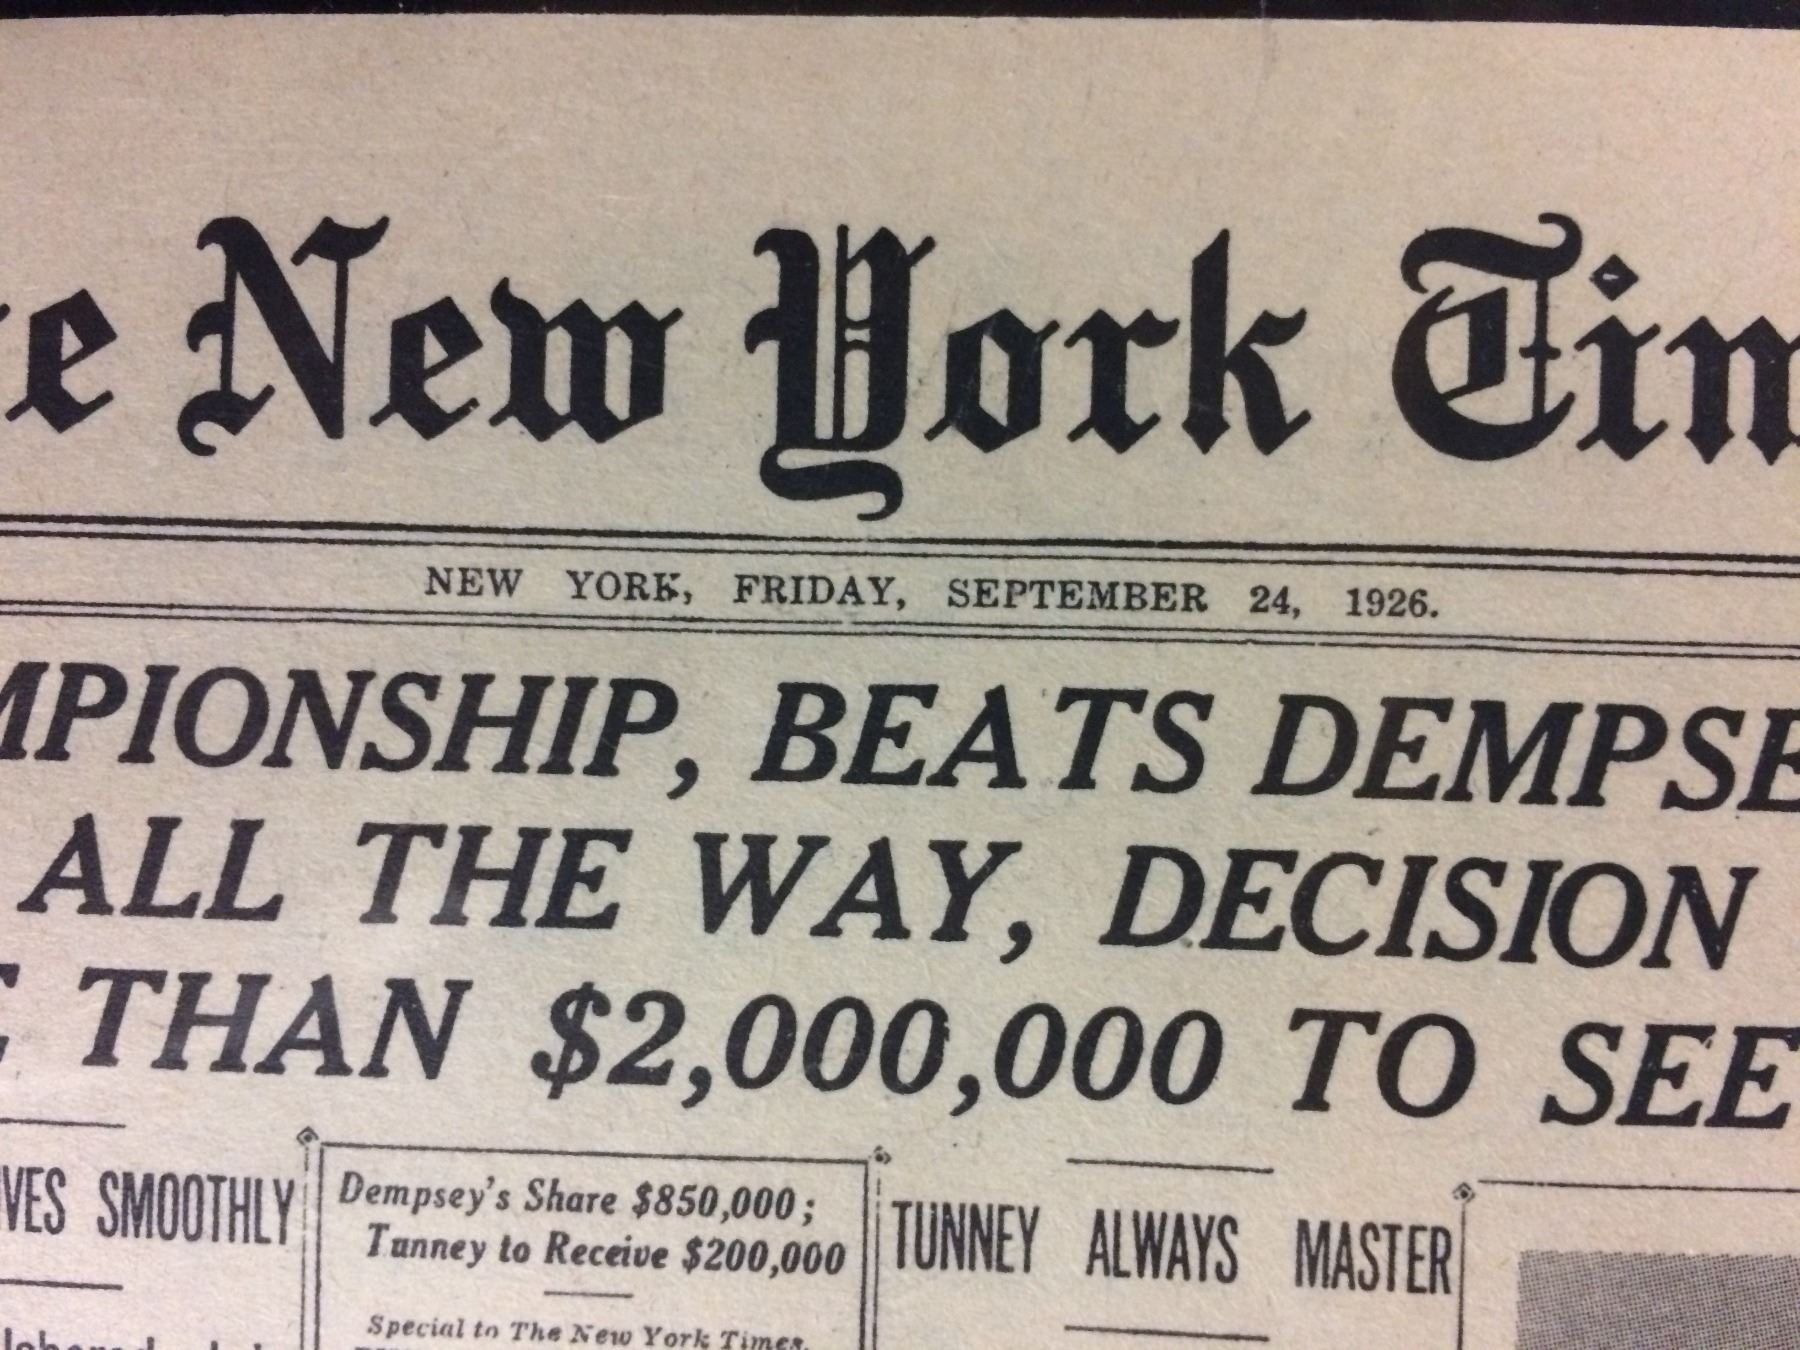 e New York Tim
NEW YORK, FRIDAY, SEPTEMBER 24, 1926.
MPIONSHIP, BEATS DEMPSE
ALL THE WAY, DECISION
THAN $2,000,000 TO SEE
VES SMOOTHLY
Dempsey's Share $850,000;
Tunney to Receive $200,000
Special to The New York Times.
TUNNEY ALWAYS MASTER